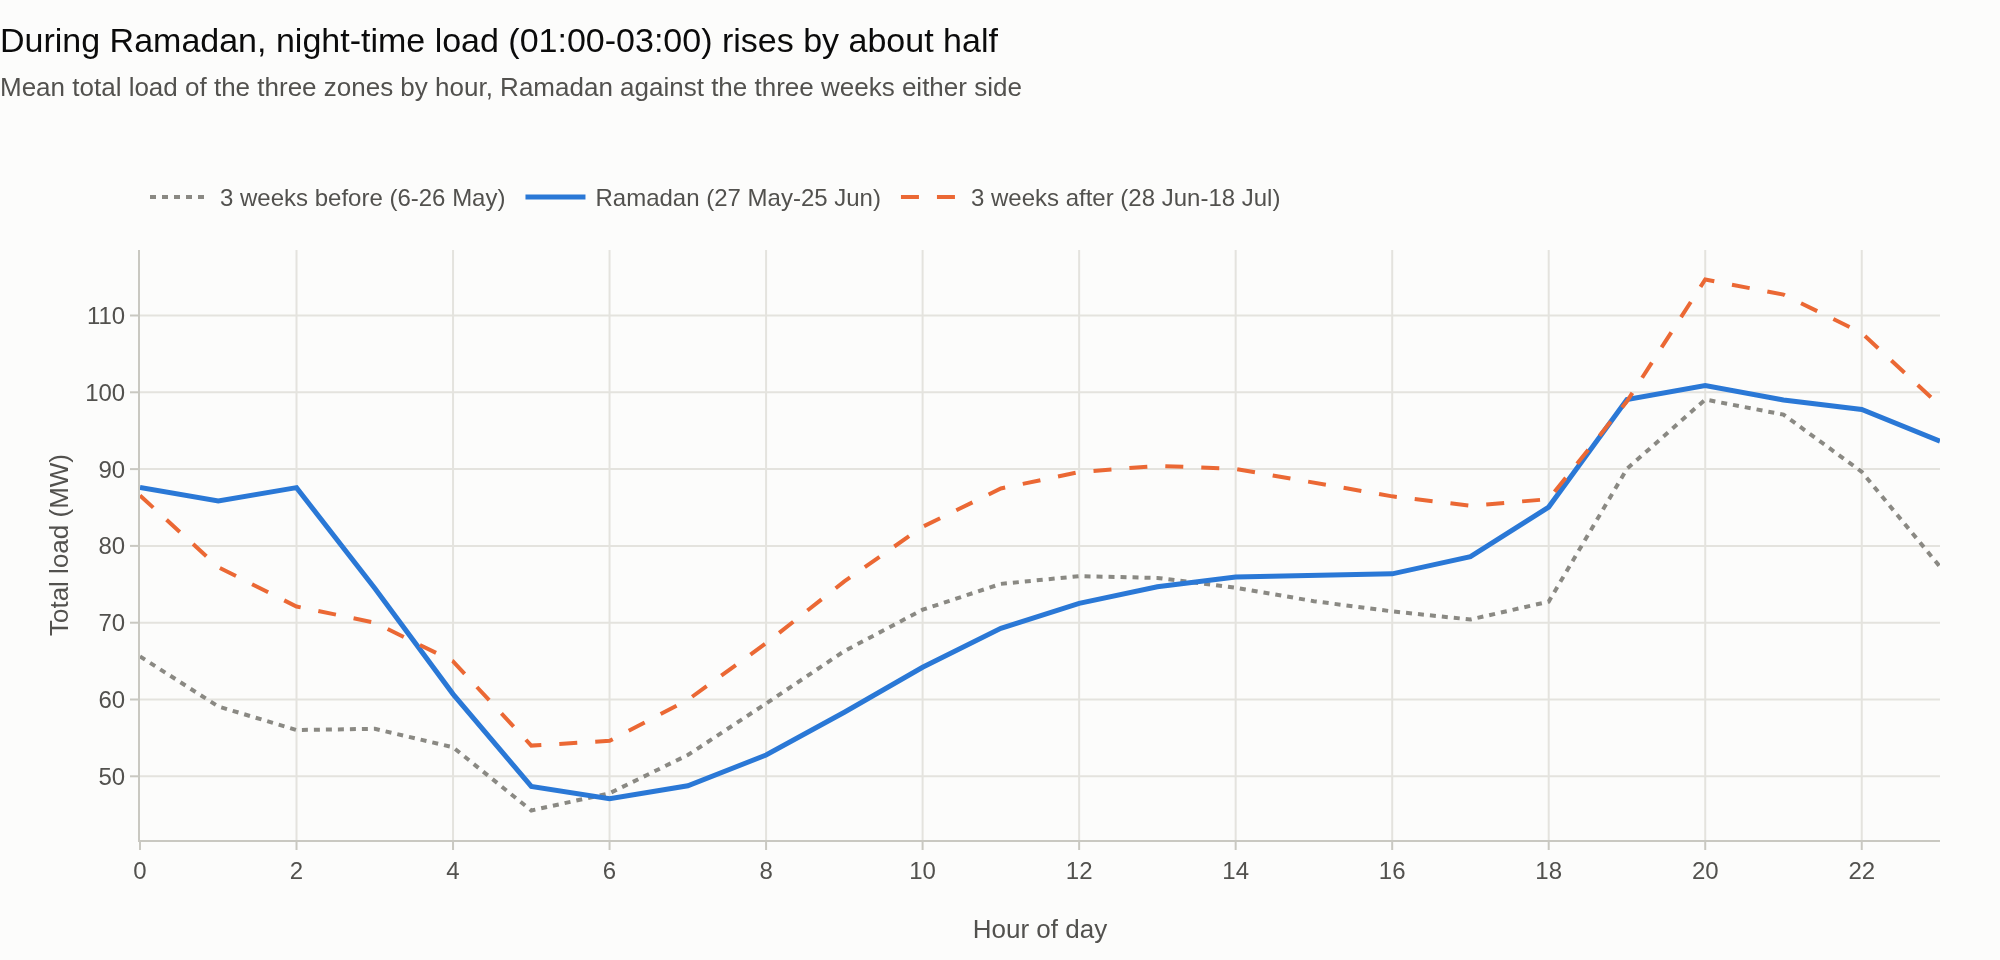 During Ramadan, night-time load (01:00-03:00) rises by about half
Mean total load of the three zones by hour, Ramadan against the three weeks either side
3 weeks before (6-26 May) Ramadan (27 May-25 Jun) 3 weeks after (28 Jun-18 Jul)
Total load (MW)
110
100
90
80
70
60
50
0 2 4 6 8 10 12 14 16 18 20 22
Hour of day